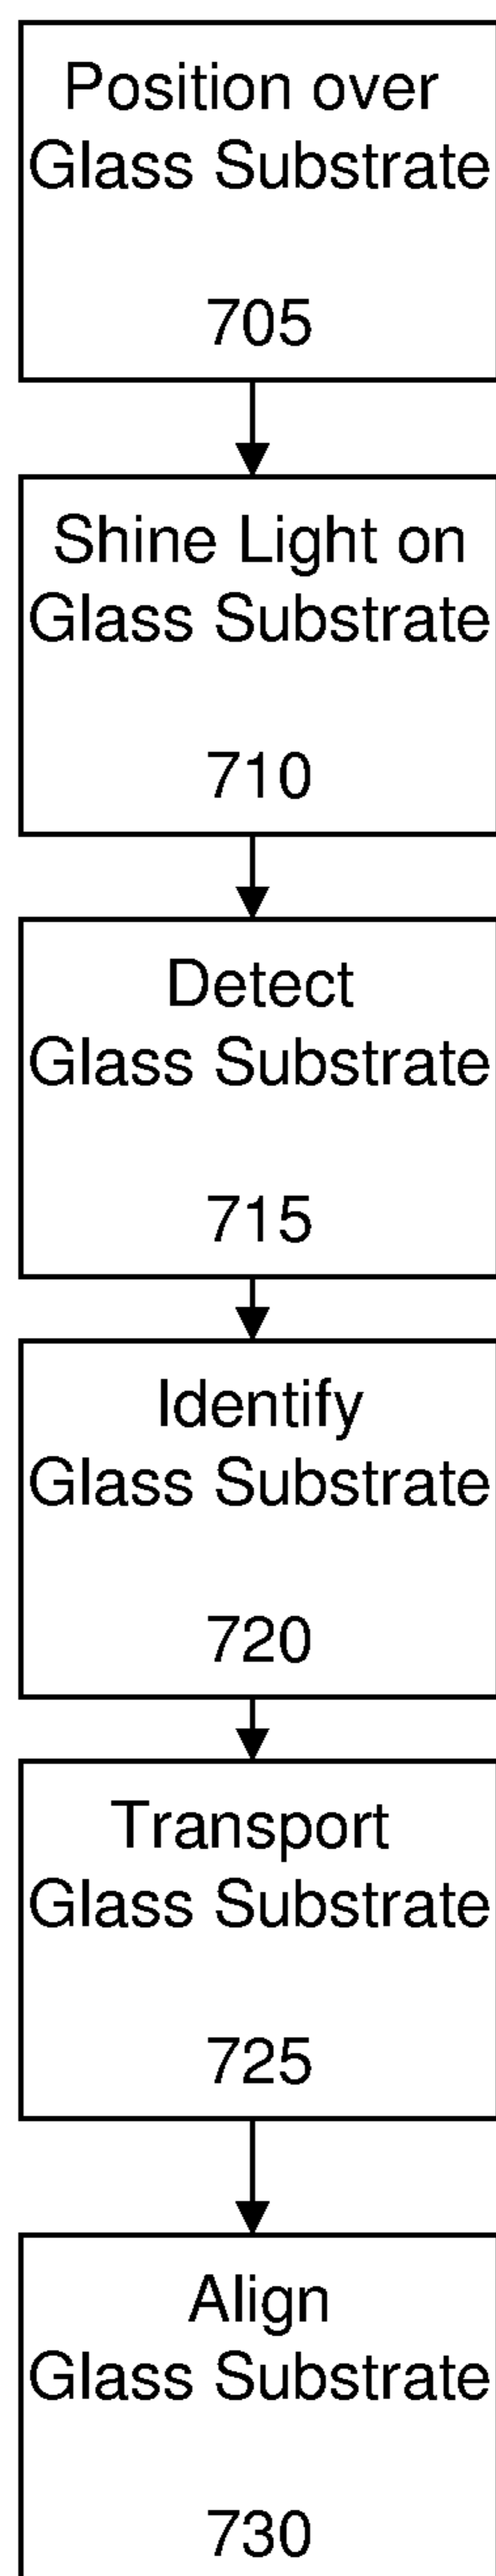 Position over
Glass Substrate
705
Shine Light on
Glass Substrate
710
Detect
Glass Substrate
715
Identify
Glass Substrate
720
Transport
Glass Substrate
725
Align
Glass Substrate
730